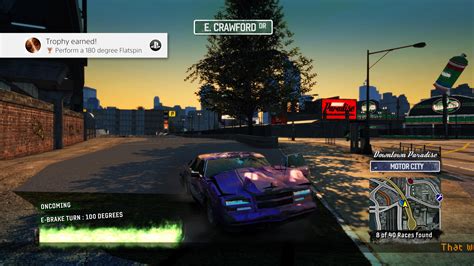 Trophy earned!
Perform a 180 degree Flatspin
E. CRAWFORD DR
Paradise
Downtown Paradise
MOTOR CITY
ONCOMING
E-BRAKE TURN : 100 DEGREES
8 of 40 Races found
That W